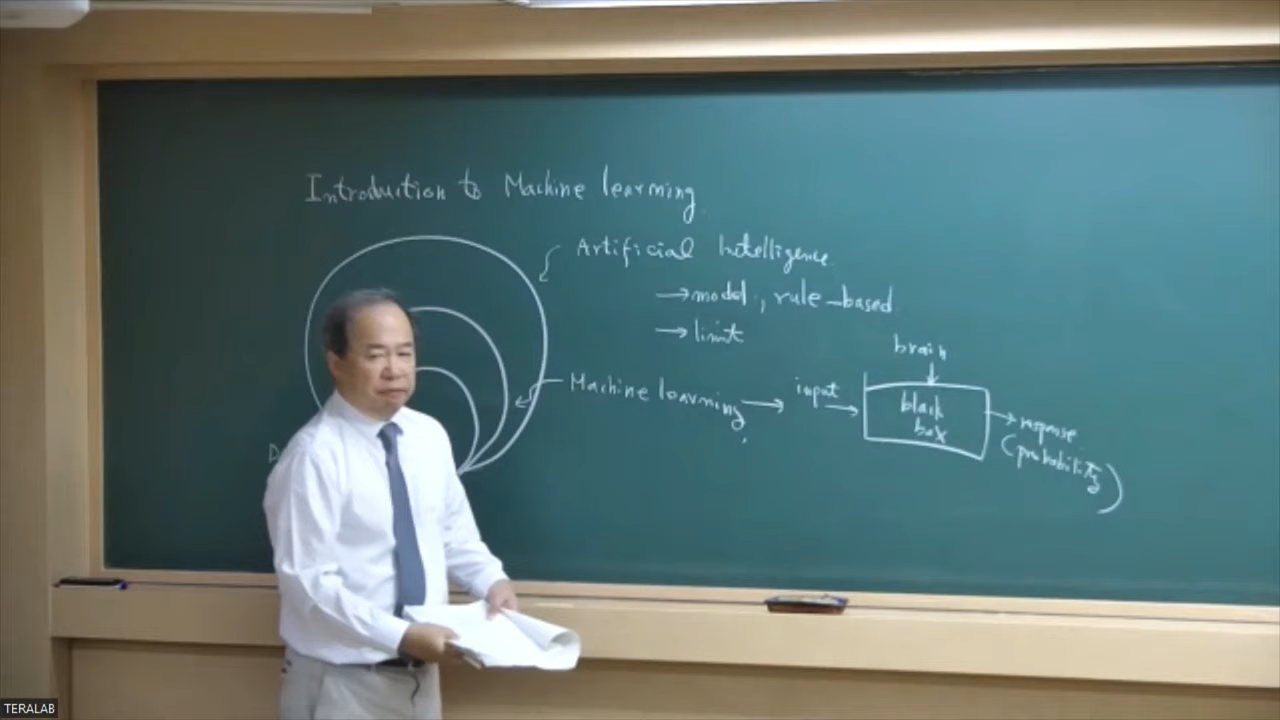 Introduction to Machine learning
Artificial Intelligence
→ model, rule-based
→ limit
Machine learning → input →
brain
black
box
→ response
(probability)
D
TERALAB